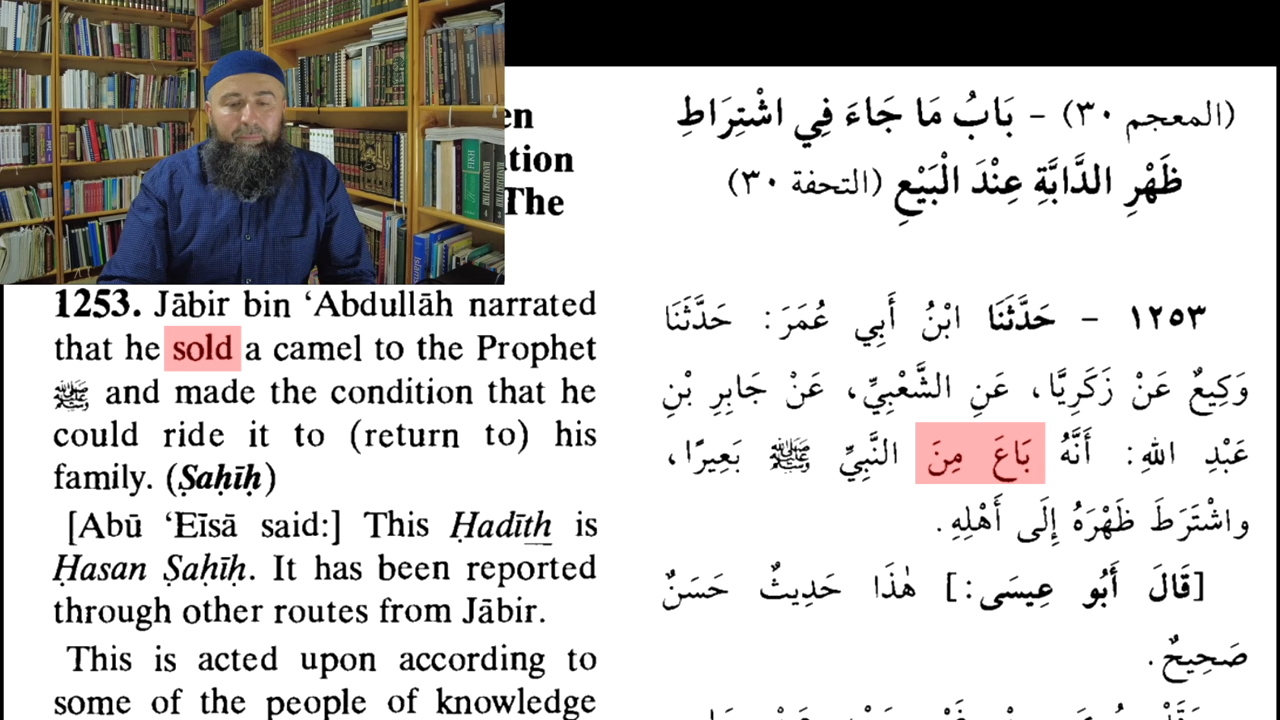 en
ation
The
1253. Jābir bin ‘Abdullāh narrated
that he sold a camel to the Prophet
ﷺ and made the condition that he
could ride it to (return to) his
family. (Ṣaḥīḥ)
[Abū ‘Eīsā said:] This Ḥadīth is
Ḥasan Ṣaḥīḥ. It has been reported
through other routes from Jābir.
This is acted upon according to
some of the people of knowledge
(المعجم ٣٠) - بَابُ مَا جَاءَ فِي اشْتِرَاطِ
ظَهْرِ الدَّابَّةِ عِنْدَ الْبَيْعِ (التحفة ٣٠)
١٢٥٣ - حَدَّثَنَا ابْنُ أَبِي عُمَرَ: حَدَّثَنَا
وَكِيعٌ عَنْ زَكَرِيَّا، عَنِ الشَّعْبِيِّ، عَنْ جَابِرِ بْنِ
عَبْدِ اللهِ: أَنَّهُ بَاعَ مِنَ النَّبِيِّ ﷺ بَعِيرًا،
واشْتَرَطَ ظَهْرَهُ إِلَى أَهْلِهِ.
[قَالَ أَبُو عِيسَى:] هٰذَا حَدِيثٌ حَسَنٌ
صَحِيحٌ.
FIQH